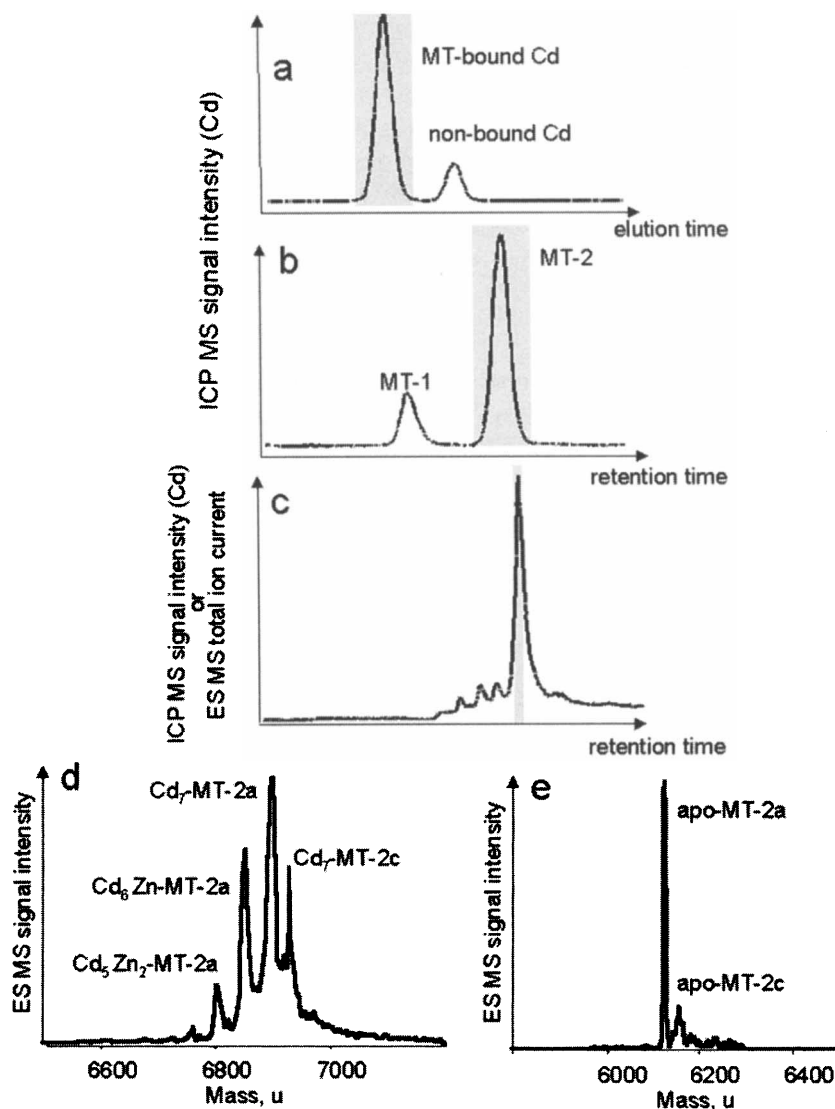 a
MT-bound Cd
non-bound Cd
elution time
ICP MS signal intensity (Cd)
b
MT-2
MT-1
retention time
c
ICP MS signal intensity (Cd)
or
ES MS total ion current
retention time
d
Cd₇-MT-2a
Cd₆Zn-MT-2a
Cd₇-MT-2c
Cd₅Zn₂-MT-2a
ES MS signal intensity
6600 6800 7000
Mass, u
e
apo-MT-2a
apo-MT-2c
ES MS signal intensity
6000 6200 6400
Mass, u